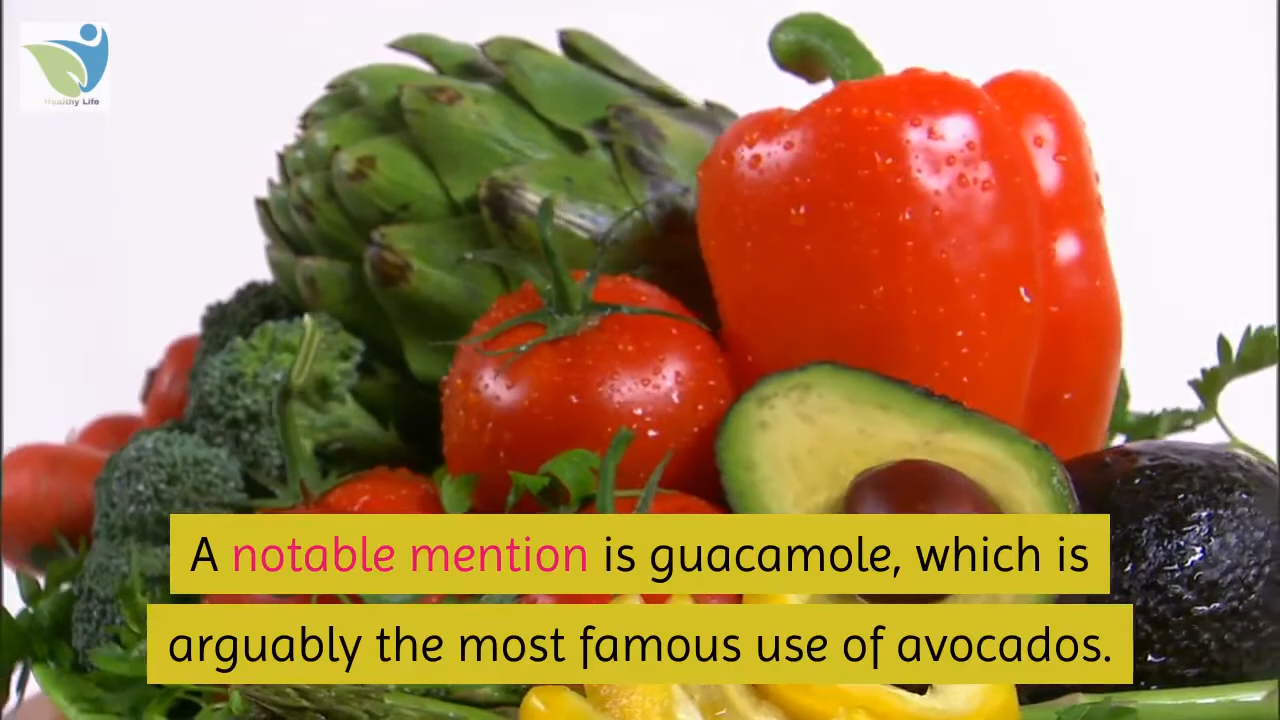 Healthy Life
A notable mention is guacamole, which is
arguably the most famous use of avocados.